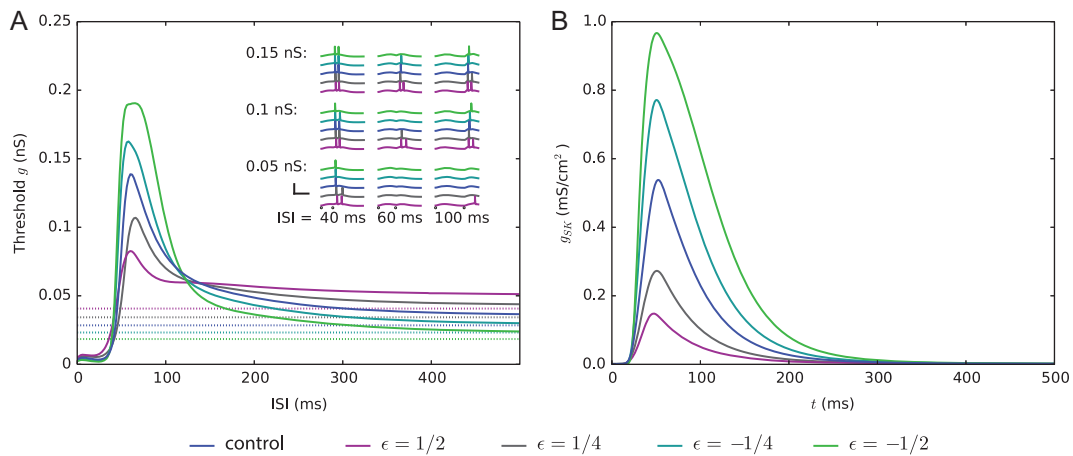 A
Threshold g (nS)
0.25
0.2
0.15
0.1
0.05
0
0.15 nS:
0.1 nS:
0.05 nS:
ISI = 40 ms 60 ms 100 ms
0 100 200 300 400
ISI (ms)
B
g_SK (mS/cm²)
1.0
0.8
0.6
0.4
0.2
0.0
0 100 200 300 400 500
t (ms)
control ϵ = 1/2 ϵ = 1/4 ϵ = −1/4 ϵ = −1/2